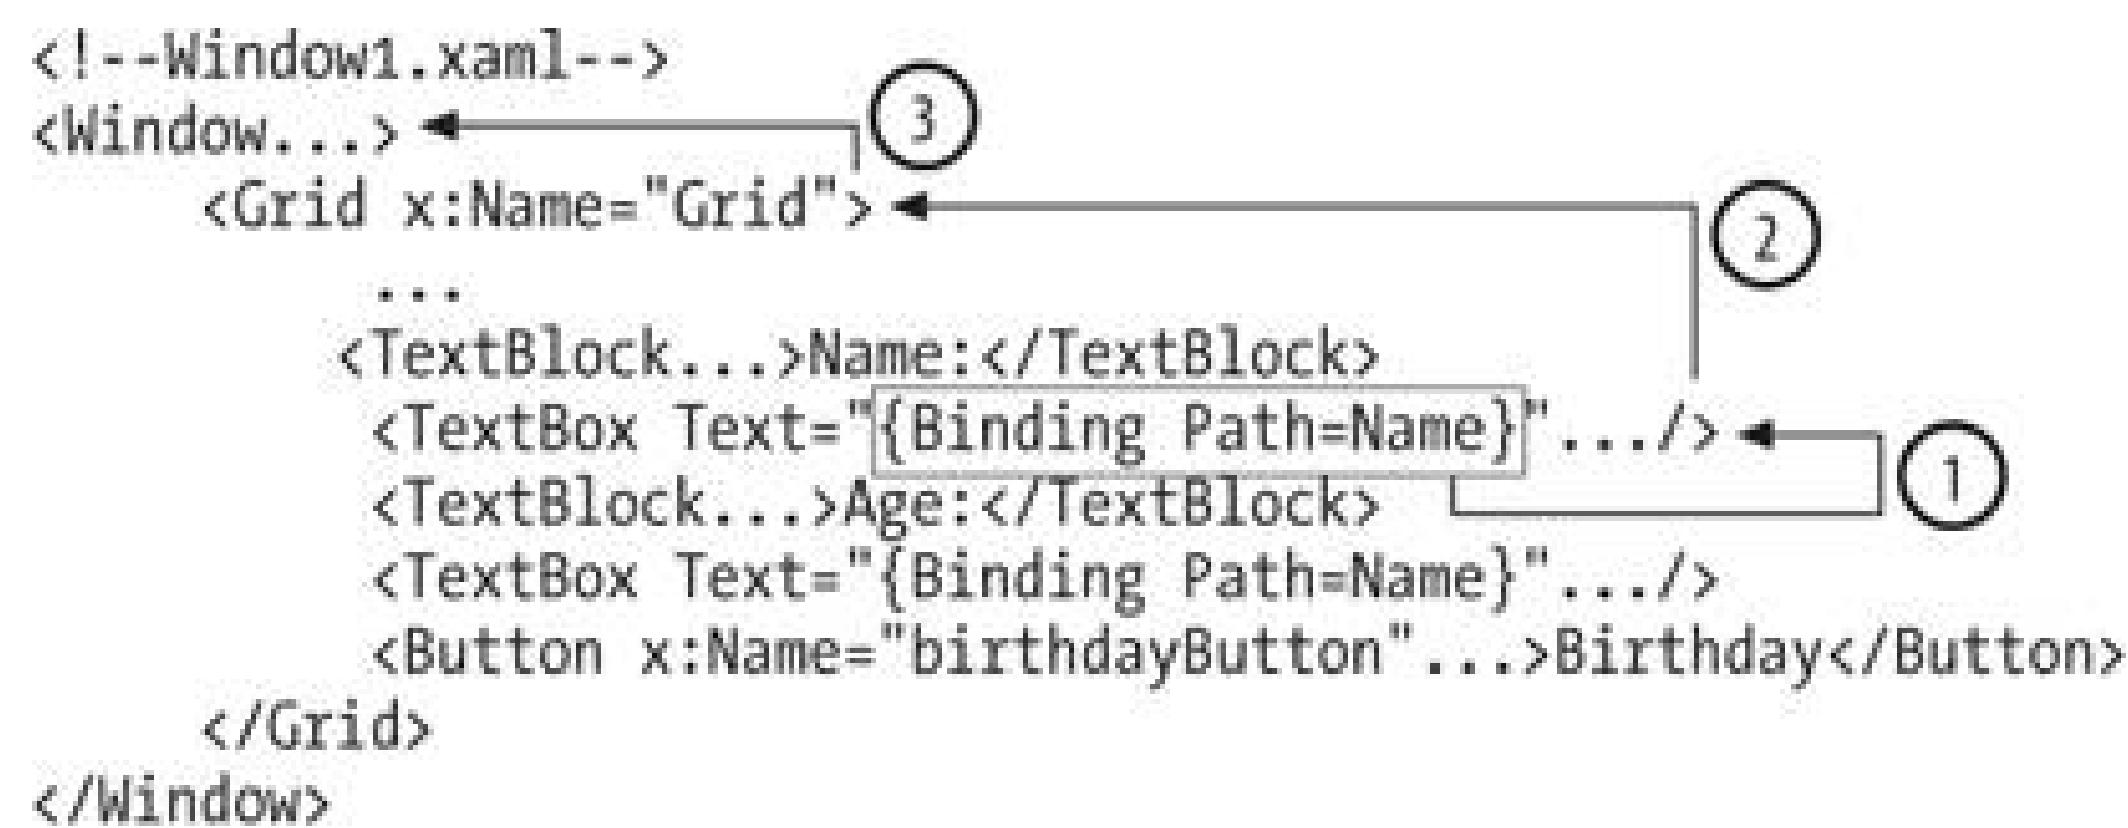 <!--Window1.xaml-->
<Window...>
3
<Grid x:Name="Grid">
2
...
<TextBlock...>Name:</TextBlock>
<TextBox Text="{Binding Path=Name}".../>
1
<TextBlock...>Age:</TextBlock>
<TextBox Text="{Binding Path=Name}".../>
<Button x:Name="birthdayButton"...>Birthday</Button>
</Grid>
</Window>